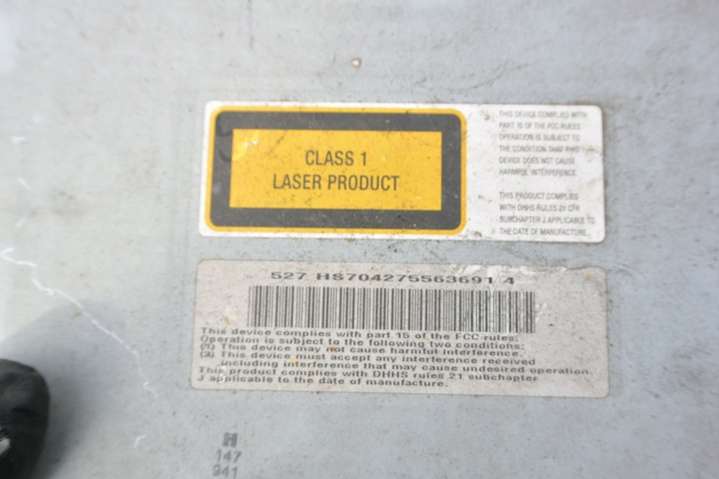 CLASS 1
LASER PRODUCT
THIS DEVICE COMPLIES WITH
PART 15 OF THE FCC RULES
OPERATION IS SUBJECT TO
THE CONDITION THAT THIS
DEVICE DOES NOT CAUSE
HARMFUL INTERFERENCE.
THIS PRODUCT COMPLIES
WITH DHHS RULES 21 CFR
SUBCHAPTER J APPLICABLE TO
THE DATE OF MANUFACTURE.
527 HS7042755636914
This device complies with part 15 of the FCC rules:
Operation is subject to the following two conditions:
(1) This device may not cause harmful interference.
(2) This device must accept any interference received
,including interference that may cause undesired operation.
This product complies with DHHS rules 21 subchapter
J applicable to the date of manufacture.
H
147
941